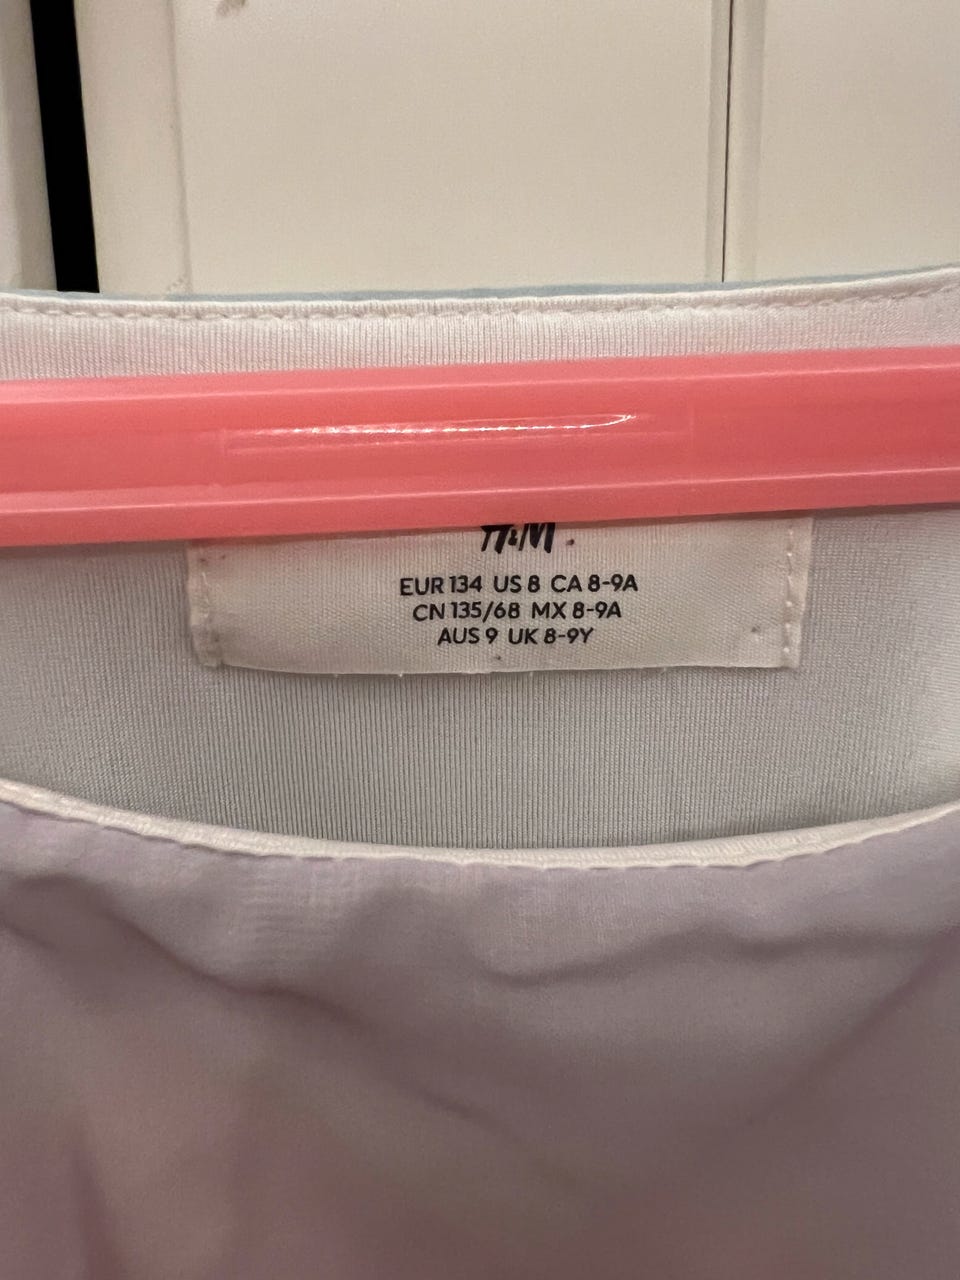 H&M
EUR 134 US 8 CA 8-9A
CN 135/68 MX 8-9A
AUS 9 UK 8-9Y